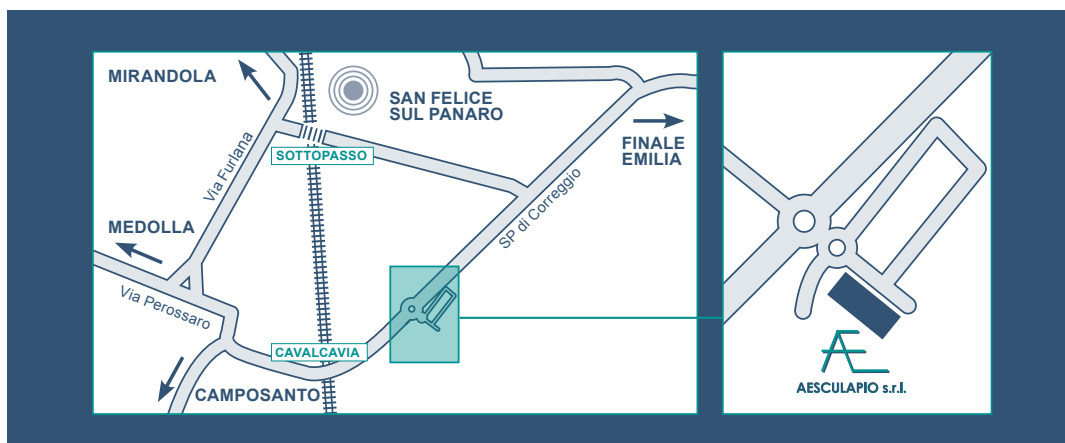 MIRANDOLA
SAN FELICE
SUL PANARO
FINALE
EMILIA
SOTTOPASSO
Via Furlana
SP di Correggio
MEDOLLA
Via Perossaro
CAVALCAVIA
CAMPOSANTO
AE
AESCULAPIO s.r.l.